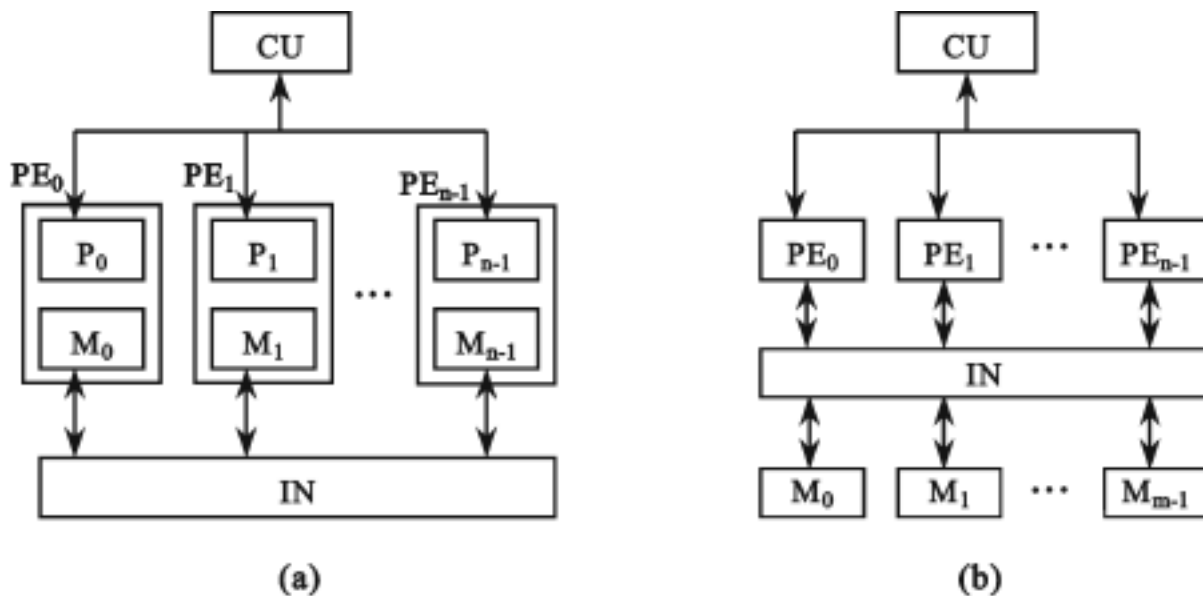 CU
PE0 PE1 PEn-1
P0 P1 Pn-1
...
M0 M1 Mn-1
IN
(a)
CU
PE0 PE1 ... PEn-1
IN
M0 M1 ... Mm-1
(b)